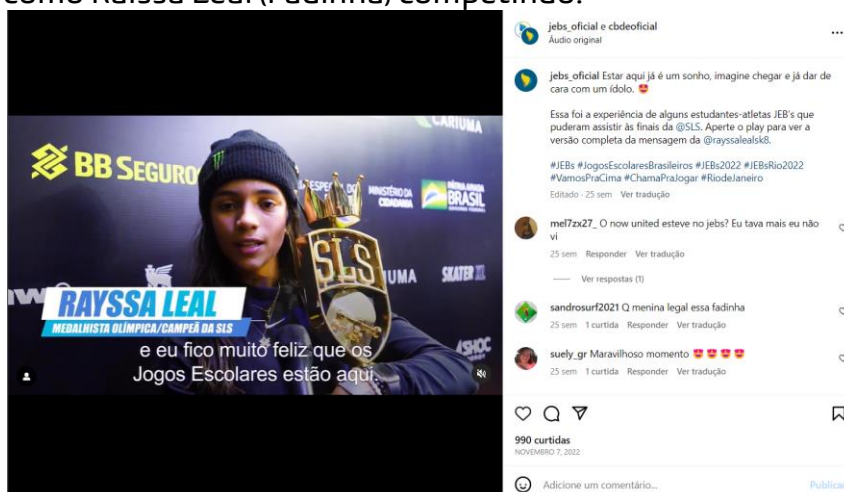 como Raissa Leal (Fadinha) competindo.
jebs_oficial e cbdeoficial
Áudio original
jebs_oficial Estar aqui já é um sonho, imagine chegar e já dar de
cara com um ídolo. 😍
Essa foi a experiência de alguns estudantes-atletas JEB's que
puderam assistir às finais da @SLS. Aperte o play para ver a
versão completa da mensagem da @rayssalealsk8.
#JEBs #JogosEscolaresBrasileiros #JEBs2022 #JEBsRio2022
#VamosPraCima #ChamaPraJogar #RiodeJaneiro
Editado · 25 sem Ver tradução
mel7zx27_ O now united esteve no jebs? Eu tava mais eu não
vi
25 sem Responder Ver tradução
Ver respostas (1)
sandrosurf2021 Q menina legal essa fadinha
25 sem 1 curtida Responder Ver tradução
suely_gr Maravilhoso momento 😍😍😍😍
25 sem 1 curtida Responder Ver tradução
990 curtidas
NOVEMBRO 7, 2022
Adicione um comentário...
Publicar
CARIUMA
BB SEGURO
MINISTÉRIO DA
CIDADANIA
PÁTRIA AMADA
BRASIL
SLS
IUMA
SKATER XL
RAYSSA LEAL
MEDALHISTA OLÍMPICA/CAMPEÃ DA SLS
e eu fico muito feliz que os
Jogos Escolares estão aqui.